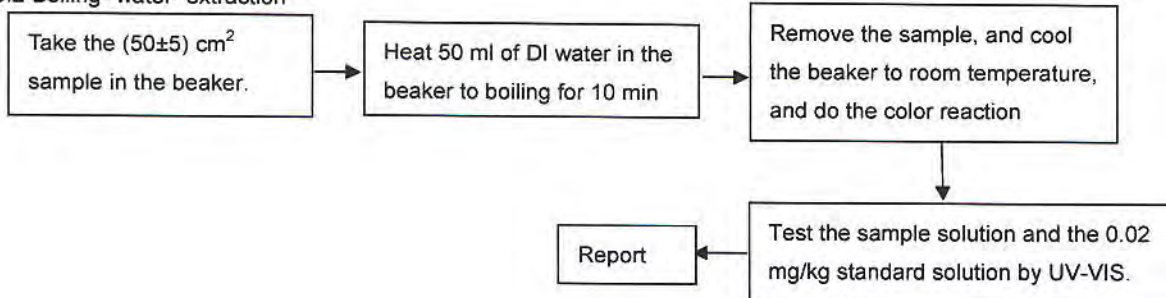 Boiling water extraction
Take the (50±5) cm²
sample in the beaker.
Heat 50 ml of DI water in the
beaker to boiling for 10 min
Remove the sample, and cool
the beaker to room temperature,
and do the color reaction
Test the sample solution and the 0.02
mg/kg standard solution by UV-VIS.
Report